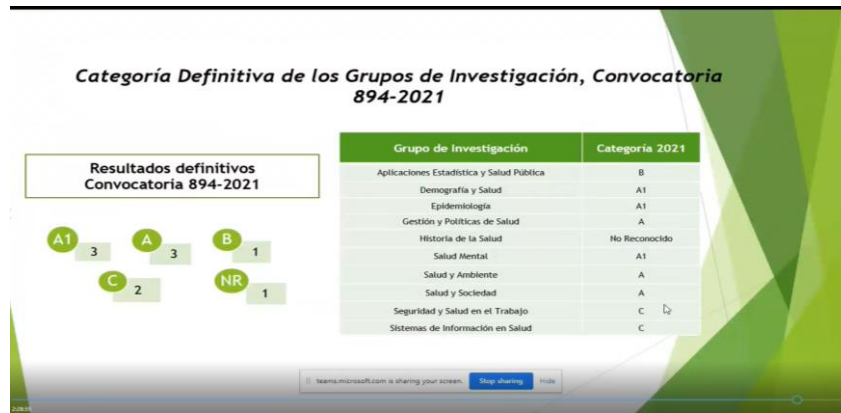 Categoría Definitiva de los Grupos de Investigación, Convocatoria
894-2021
Resultados definitivos
Convocatoria 894-2021
A1 3
A 3
B 1
C 2
NR 1
Grupo de Investigación Categoría 2021
Aplicaciones Estadística y Salud Pública B
Demografía y Salud A1
Epidemiología A1
Gestión y Políticas de Salud A
Historia de la Salud No Reconocido
Salud Mental A1
Salud y Ambiente A
Salud y Sociedad A
Seguridad y Salud en el Trabajo C
Sistemas de Información en Salud C
teams.microsoft.com is sharing your screen. Stop sharing Hide